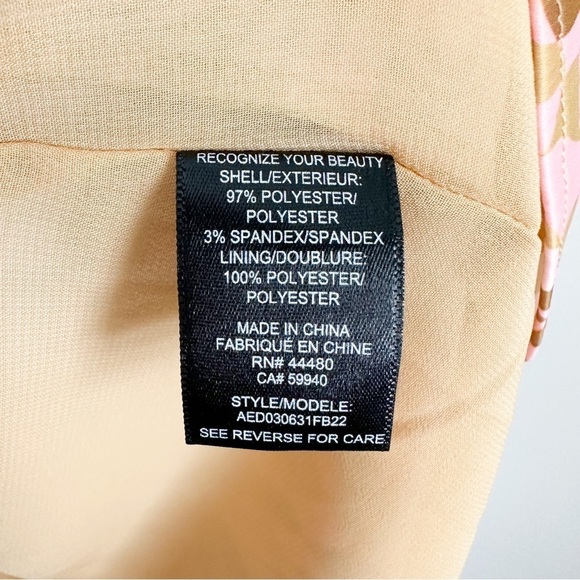 RECOGNIZE YOUR BEAUTY
SHELL/EXTERIEUR:
97% POLYESTER/
POLYESTER
3% SPANDEX/SPANDEX
LINING/DOUBLURE:
100% POLYESTER/
POLYESTER
MADE IN CHINA
FABRIQUÉ EN CHINE
RN# 44480
CA# 59940
STYLE/MODELE:
AED030631FB22
SEE REVERSE FOR CARE